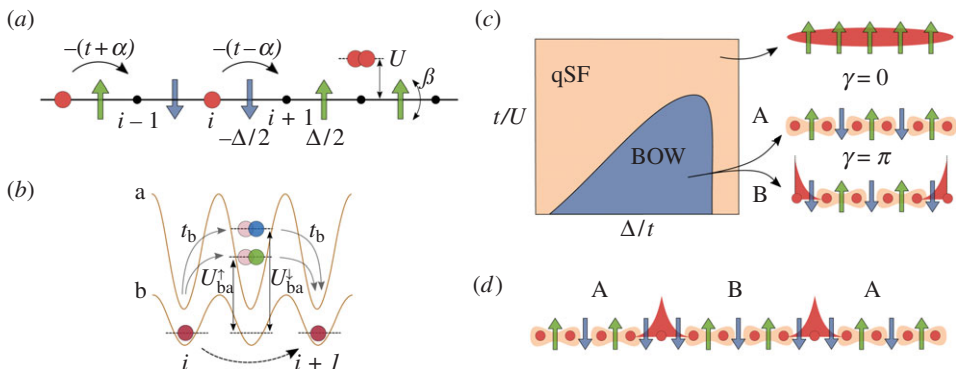 (a)
−(t + α)
−(t − α)
U
β
i − 1
i
i + 1
−Δ/2
Δ/2
(b)
a
t_b
t_b
U_ba^↑
U_ba^↓
b
i
i + 1
(c)
qSF
t/U
BOW
Δ/t
γ = 0
A
γ = π
B
(d)
A
B
A